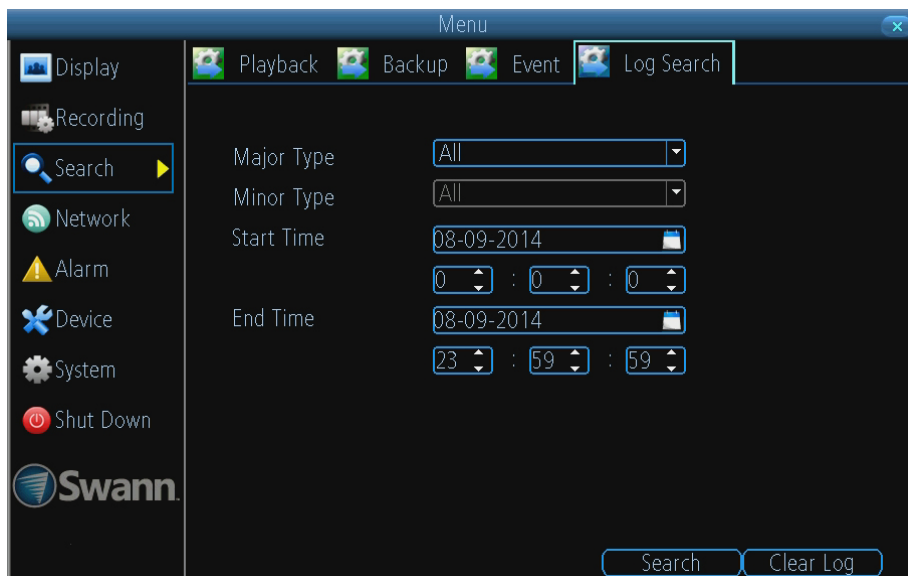 Menu
Display
Recording
Search
Network
Alarm
Device
System
Shut Down
Swann
Playback Backup Event Log Search
Major Type All
Minor Type All
Start Time 08-09-2014
0 : 0 : 0
End Time 08-09-2014
23 : 59 : 59
Search Clear Log